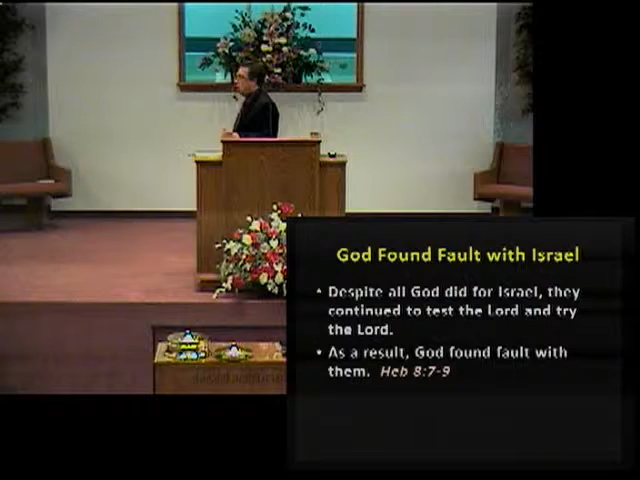 God Found Fault with Israel
• Despite all God did for Israel, they
continued to test the Lord and try
the Lord.
• As a result, God found fault with
them. Heb 8:7-9